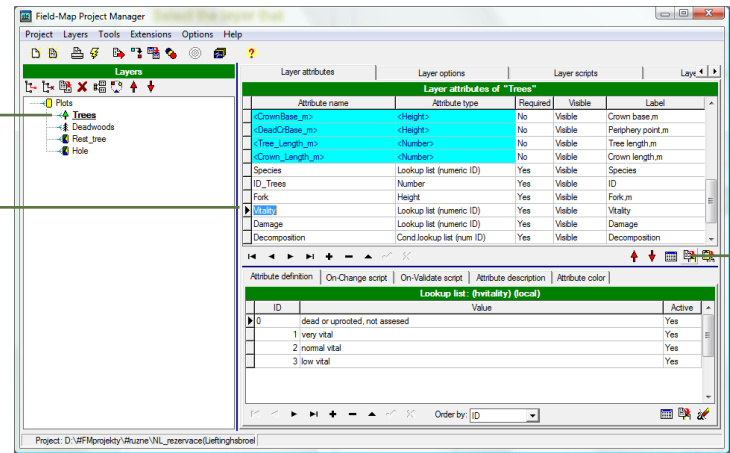 Field-Map Project Manager
Select the layer that
Project Layers Tools Extensions Options Help
Layers
Plots
Trees
Deadwoods
Rest_tree
Hole
Layer attributes Layer options Layer scripts Laye
Layer attributes of "Trees"
Attribute name Attribute type Required Visible Label
<CrownBase_m> <Height> No Visible Crown base,m
<DeadCrBase_m> <Height> No Visible Periphery point,m
<Tree_Length_m> <Number> No Visible Tree length,m
<Crown_Length_m> <Number> No Visible Crown length,m
Species Lookup list (numeric ID) Yes Visible Species
ID_Trees Number Yes Visible ID
Fork Height Yes Visible Fork,m
Vitality Lookup list (numeric ID) Yes Visible Vitality
Damage Lookup list (numeric ID) Yes Visible Damage
Decomposition Cond.lookup list (num ID) Yes Visible Decomposition
Attribute definition On-Change script On-Validate script Attribute description Attribute color
Lookup list: (hvitality) (local)
ID Value Active
0 dead or uprooted, not assesed Yes
1 very vital Yes
2 normal vital Yes
3 low vital Yes
Order by: ID
Project: D:\#FMprojekty\#ruzne\NL_rezervace(Lieftinghsbroel